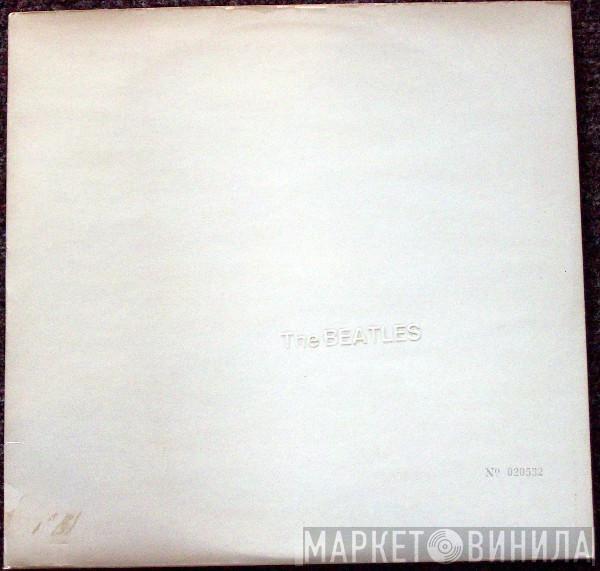 The BEATLES
Nº 020532
МАРКЕТ ВИНИЛА